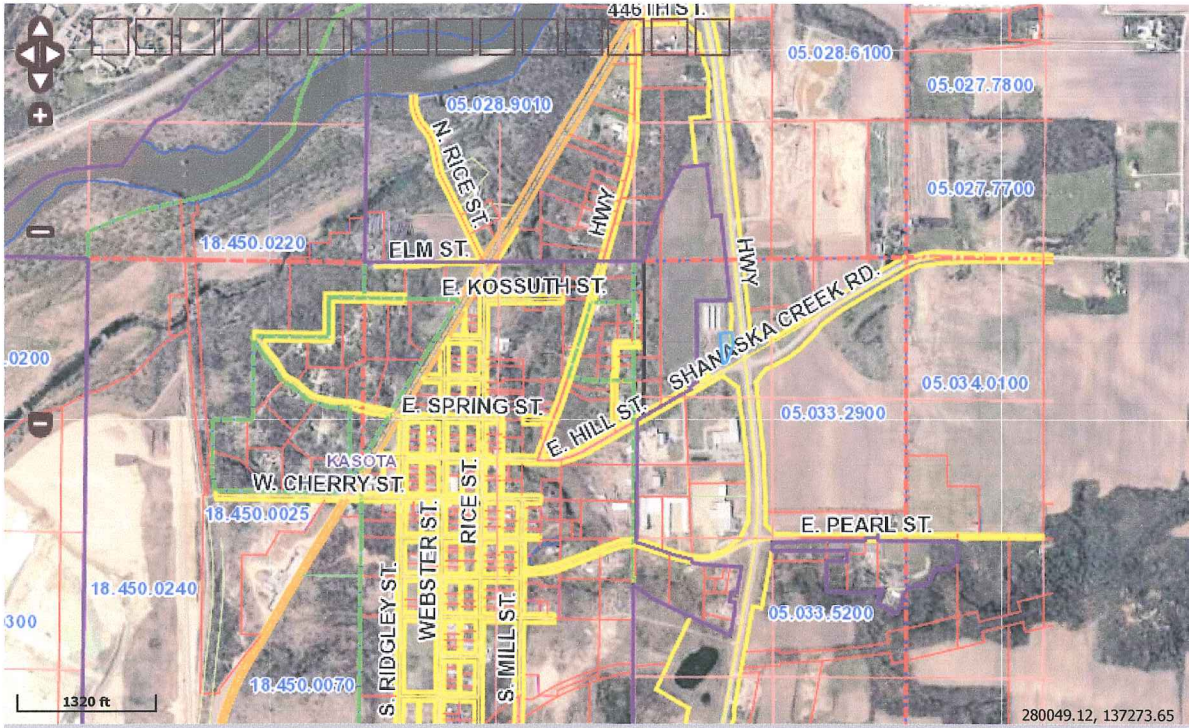 446TH ST.
05.028.6100
05.027.7800
05.028.9010
N. RICE ST.
05.027.7700
HWY
18.450.0220
ELM ST.
HWY
E. KOSSUTH ST.
SHANASKA CREEK RD.
.0200
05.034.0100
E. SPRING ST.
05.033.2900
E. HILL ST.
KASOTA
W. CHERRY ST.
RICE ST.
18.450.0025
WEBSTER ST.
E. PEARL ST.
18.450.0240
S. RIDGLEY ST.
S. MILL ST.
05.033.5200
3300
18.450.0070
1320 ft
280049.12, 137273.65